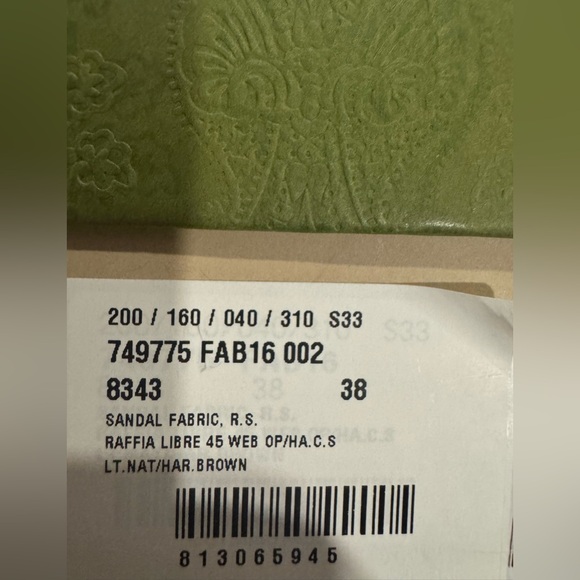 200 / 160 / 040 / 310 S33
749775 FAB16 002
8343 38
SANDAL FABRIC, R.S.
RAFFIA LIBRE 45 WEB OP/HA.C.S
LT.NAT/HAR.BROWN
813065945